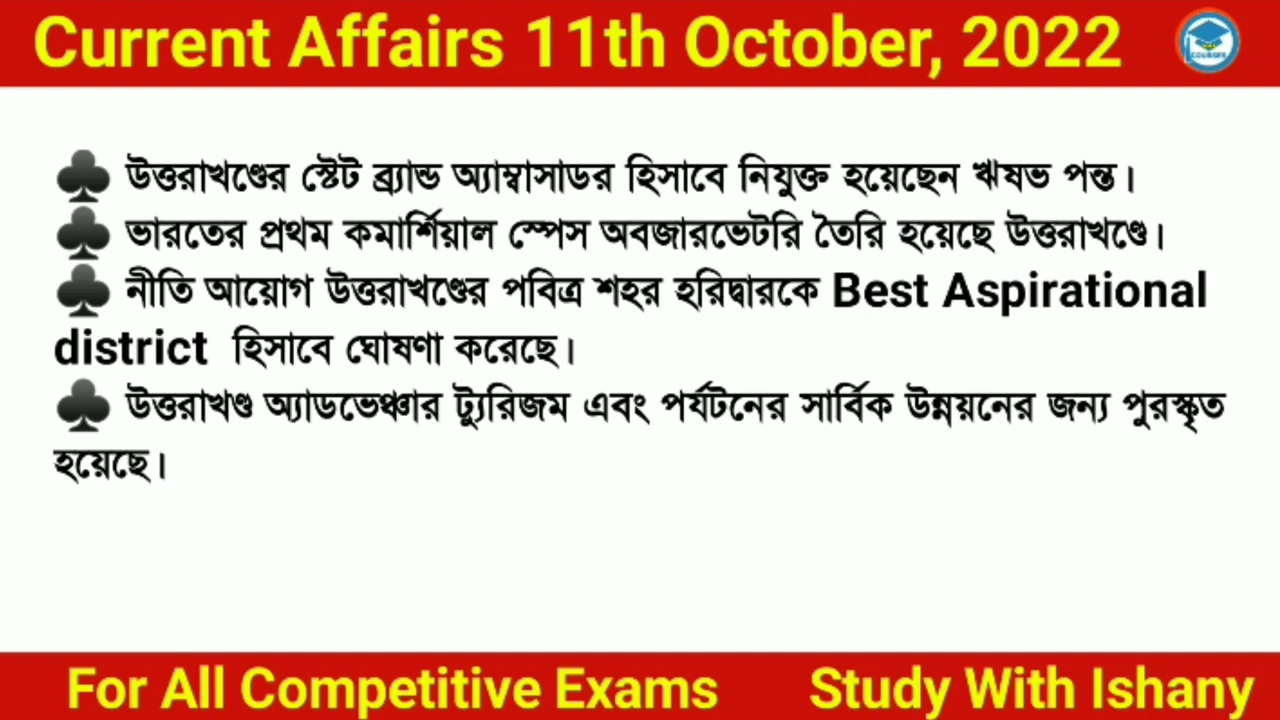 Current Affairs 11th October, 2022
♣ উত্তরাখণ্ডের স্টেট ব্র্যান্ড অ্যাম্বাসাডর হিসাবে নিযুক্ত হয়েছেন ঋষভ পন্ত।
♣ ভারতের প্রথম কমার্শিয়াল স্পেস অবজারভেটরি তৈরি হয়েছে উত্তরাখণ্ডে।
♣ নীতি আয়োগ উত্তরাখণ্ডের পবিত্র শহর হরিদ্বারকে Best Aspirational
district হিসাবে ঘোষণা করেছে।
♣ উত্তরাখণ্ড অ্যাডভেঞ্চার ট্যুরিজম এবং পর্যটনের সার্বিক উন্নয়নের জন্য পুরস্কৃত
হয়েছে।
For All Competitive Exams Study With Ishany